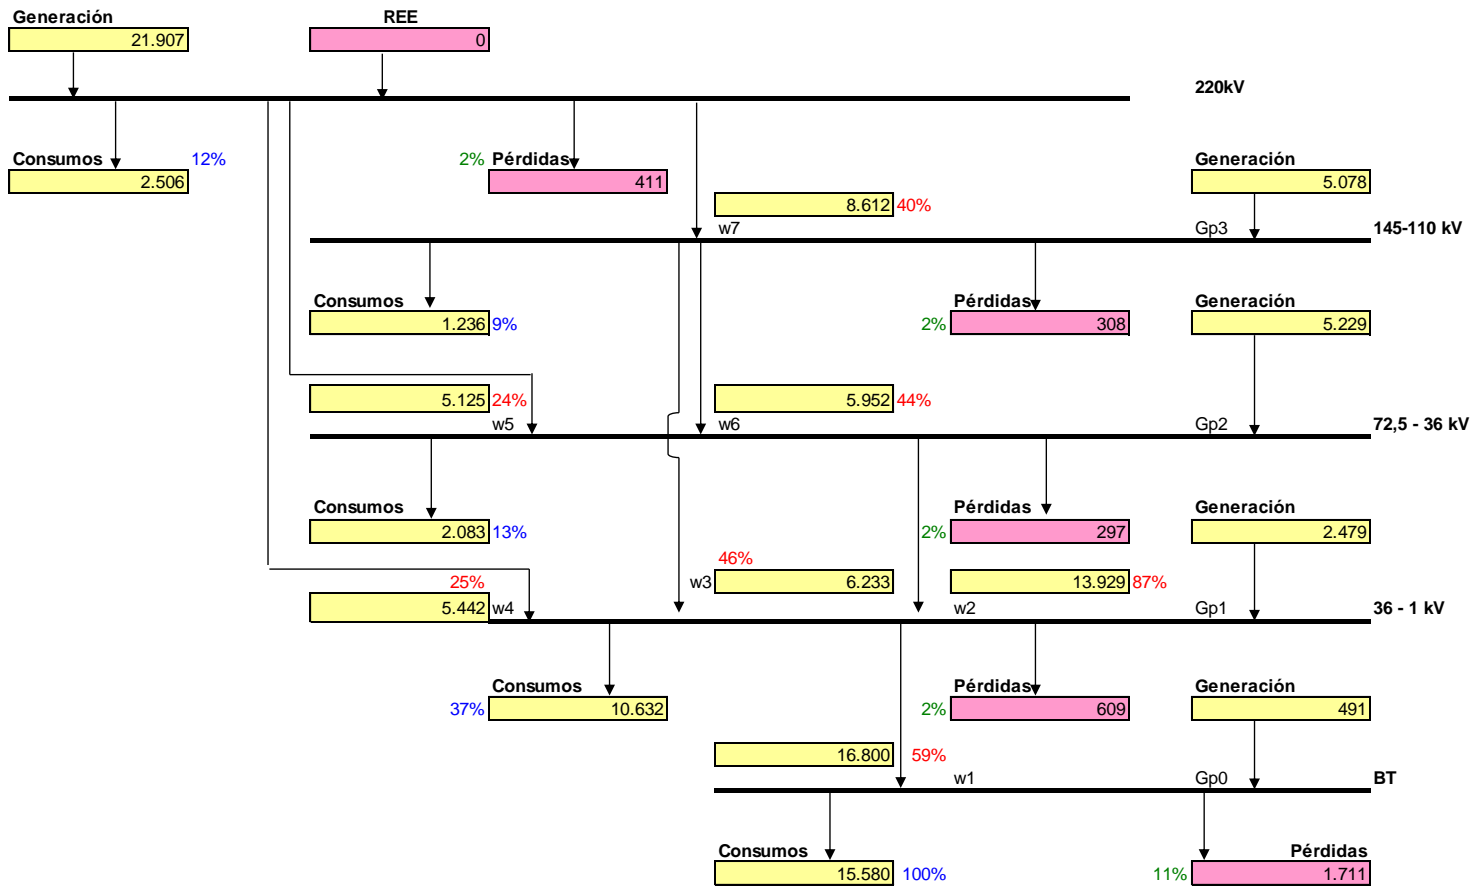 Generación REE
21.907 0
220kV
Consumos 12% 2% Pérdidas Generación
2.506 411 5.078
8.612 40%
w7 Gp3 145-110 kV
Consumos Pérdidas Generación
1.236 9% 2% 308 5.229
5.125 24% 5.952 44%
w5 w6 Gp2 72,5 - 36 kV
Consumos Pérdidas Generación
2.083 13% 2% 297 2.479
46%
25% w3 6.233 13.929 87%
5.442 w4 w2 Gp1 36 - 1 kV
Consumos Pérdidas Generación
37% 10.632 2% 609 491
16.800 59%
w1 Gp0 BT
Consumos Pérdidas
15.580 100% 11% 1.711